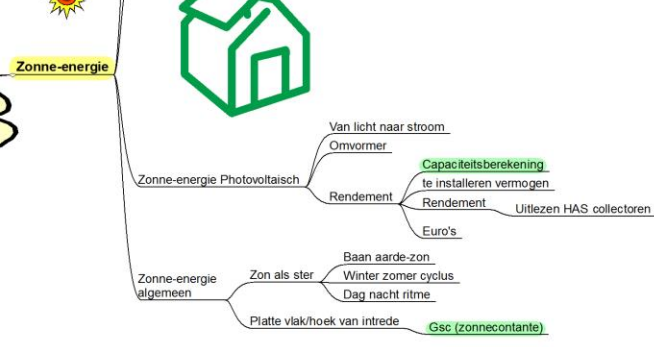 Zonne-energie
Van licht naar stroom
Omvormer
Zonne-energie Photovoltaisch
Capaciteitsberekening
te installeren vermogen
Rendement
Rendement
Uitlezen HAS collectoren
Euro's
Zonne-energie
algemeen
Zon als ster
Baan aarde-zon
Winter zomer cyclus
Dag nacht ritme
Platte vlak/hoek van intrede
Gsc (zonnecontante)